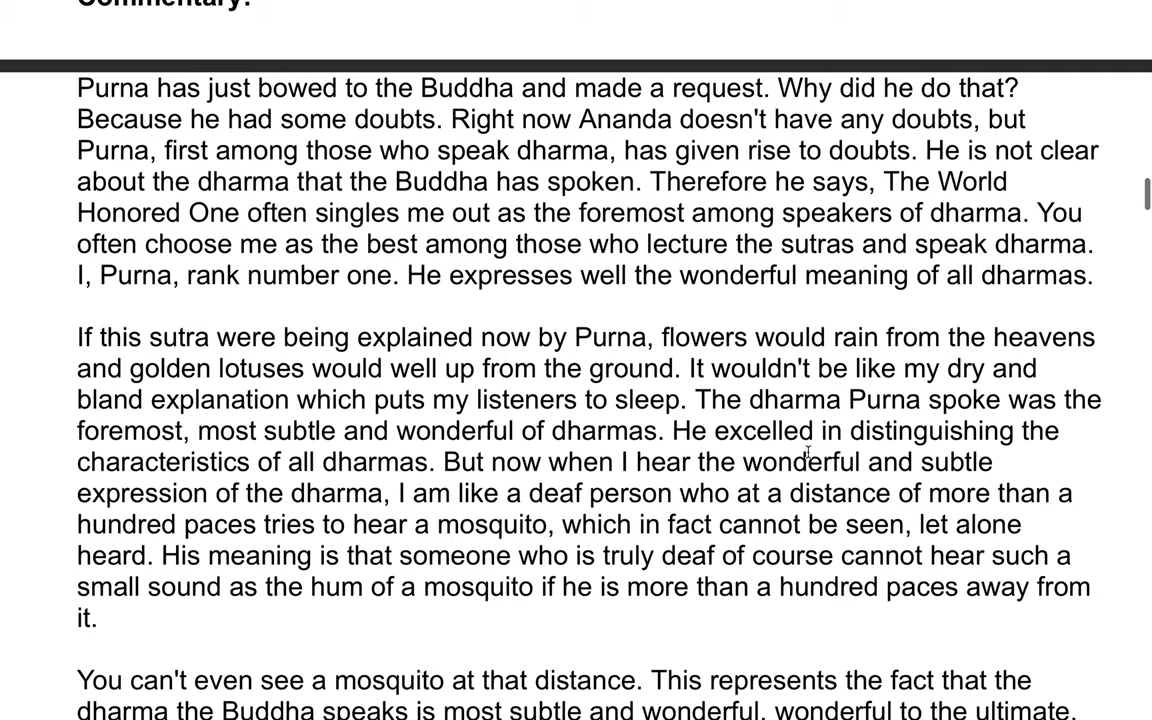 Commentary:
Purna has just bowed to the Buddha and made a request. Why did he do that?
Because he had some doubts. Right now Ananda doesn't have any doubts, but
Purna, first among those who speak dharma, has given rise to doubts. He is not clear
about the dharma that the Buddha has spoken. Therefore he says, The World
Honored One often singles me out as the foremost among speakers of dharma. You
often choose me as the best among those who lecture the sutras and speak dharma.
I, Purna, rank number one. He expresses well the wonderful meaning of all dharmas.
If this sutra were being explained now by Purna, flowers would rain from the heavens
and golden lotuses would well up from the ground. It wouldn't be like my dry and
bland explanation which puts my listeners to sleep. The dharma Purna spoke was the
foremost, most subtle and wonderful of dharmas. He excelled in distinguishing the
characteristics of all dharmas. But now when I hear the wonderful and subtle
expression of the dharma, I am like a deaf person who at a distance of more than a
hundred paces tries to hear a mosquito, which in fact cannot be seen, let alone
heard. His meaning is that someone who is truly deaf of course cannot hear such a
small sound as the hum of a mosquito if he is more than a hundred paces away from
it.
You can't even see a mosquito at that distance. This represents the fact that the
dharma the Buddha speaks is most subtle and wonderful, wonderful to the ultimate.